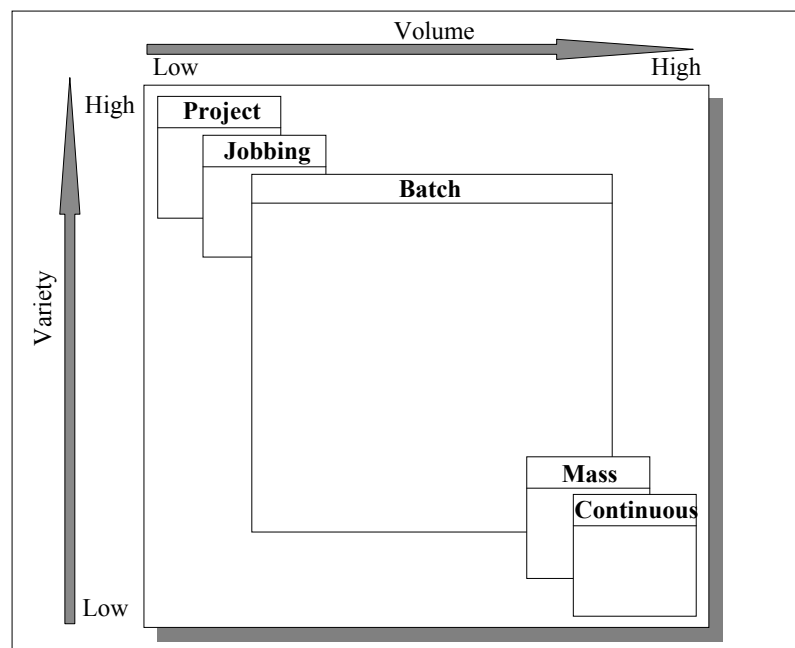 Volume
Low High
High
Project
Jobbing
Batch
Variety
Mass
Continuous
Low